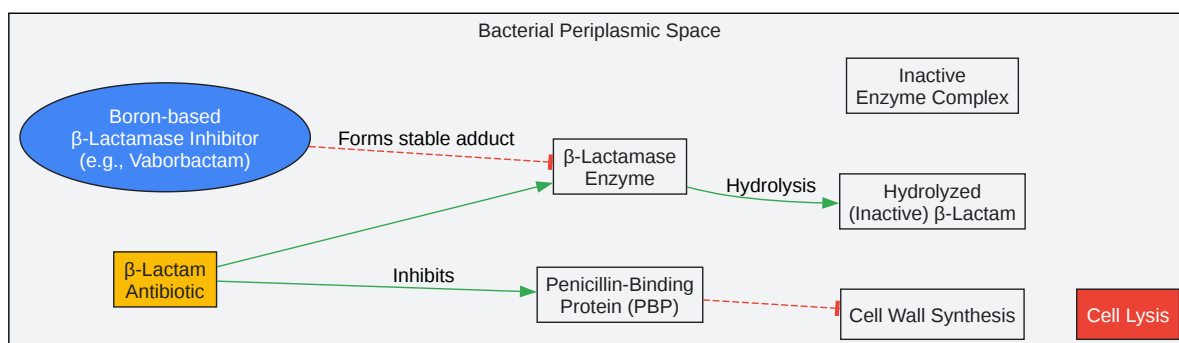 Bacterial Periplasmic Space
Inactive
Enzyme Complex
Boron-based
β-Lactamase Inhibitor
(e.g., Vaborbactam)
Forms stable adduct
β-Lactamase
Enzyme
Hydrolysis
Hydrolyzed
(Inactive) β-Lactam
β-Lactam
Antibiotic
Inhibits
Penicillin-Binding
Protein (PBP)
Cell Wall Synthesis
Cell Lysis